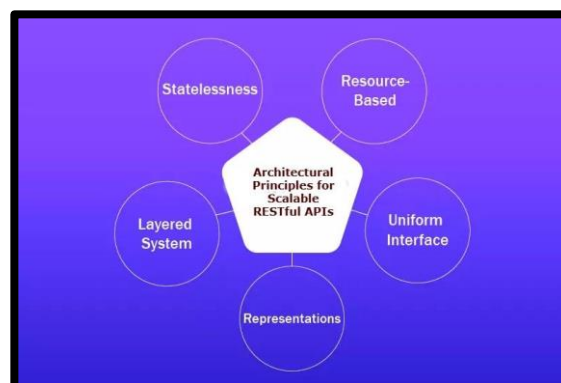 Statelessness
Resource-
Based
Architectural
Principles for
Scalable
RESTful APIs
Layered
System
Uniform
Interface
Representations